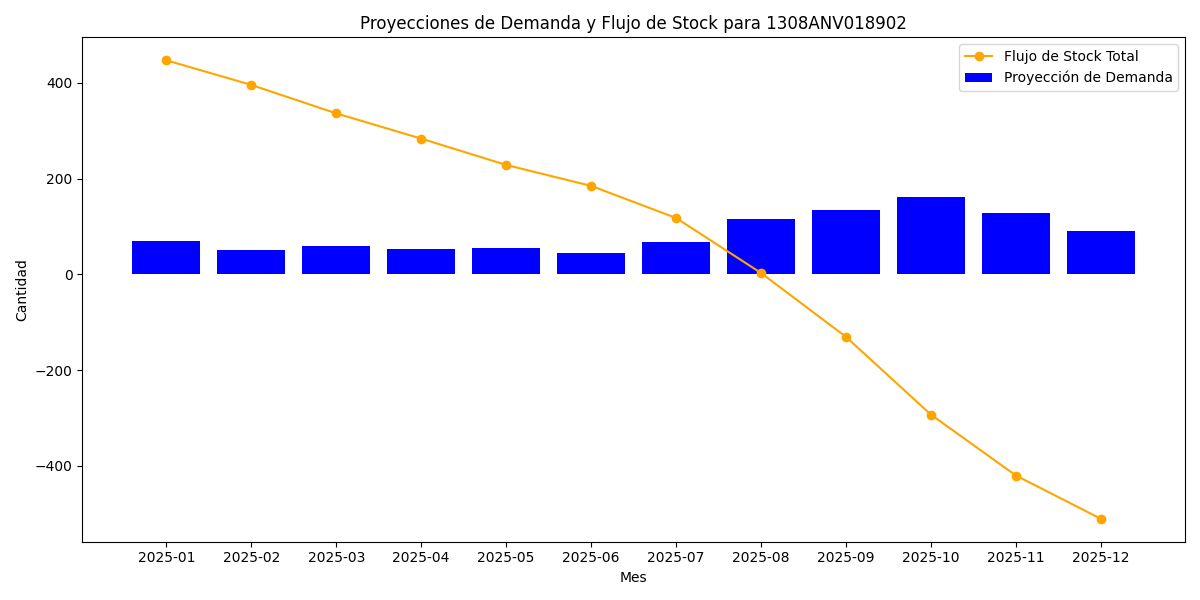 Proyecciones de Demanda y Flujo de Stock para 1308ANV018902
Flujo de Stock Total
Proyección de Demanda
Cantidad
400
200
0
−200
−400
2025-01 2025-02 2025-03 2025-04 2025-05 2025-06 2025-07 2025-08 2025-09 2025-10 2025-11 2025-12
Mes